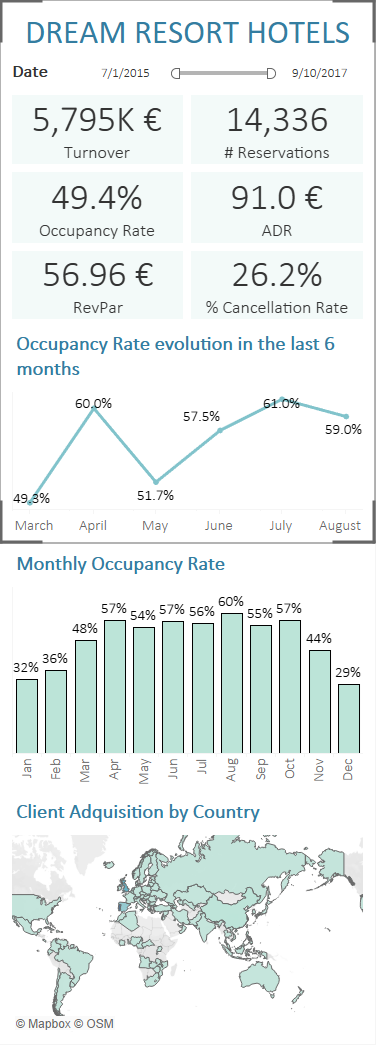 DREAM RESORT HOTELS
Date 7/1/2015 9/10/2017
5,795K € 14,336
Turnover # Reservations
49.4% 91.0 €
Occupancy Rate ADR
56.96 € 26.2%
RevPar % Cancellation Rate
Occupancy Rate evolution in the last 6
months
49.3% 60.0% 51.7% 57.5% 61.0% 59.0%
March April May June July August
Monthly Occupancy Rate
32% 36% 48% 57% 54% 57% 56% 60% 55% 57% 44% 29%
Jan Feb Mar Apr May Jun Jul Aug Sep Oct Nov Dec
Client Adquisition by Country
© Mapbox © OSM